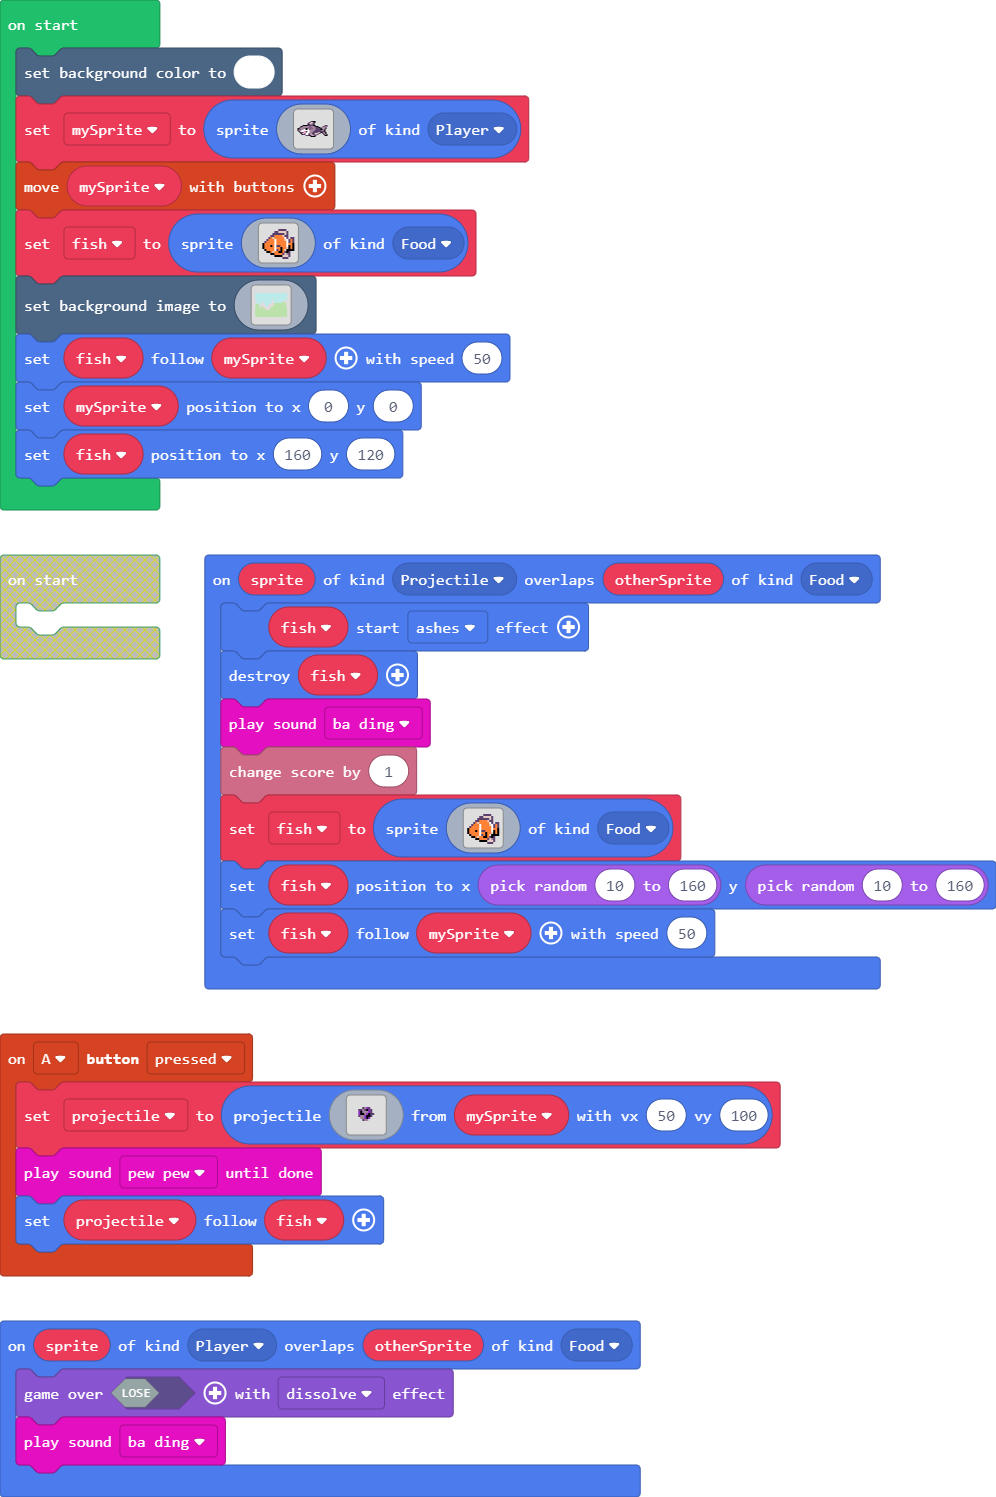 on start
set background color to
set mySprite to sprite of kind Player
move mySprite with buttons
set fish to sprite of kind Food
set background image to
set fish follow mySprite with speed 50
set mySprite position to x 0 y 0
set fish position to x 160 y 120
on start
on sprite of kind Projectile overlaps otherSprite of kind Food
fish start ashes effect
destroy fish
play sound ba ding
change score by 1
set fish to sprite of kind Food
set fish position to x pick random 10 to 160 y pick random 10 to 160
set fish follow mySprite with speed 50
on A button pressed
set projectile to projectile from mySprite with vx 50 vy 100
play sound pew pew until done
set projectile follow fish
on sprite of kind Player overlaps otherSprite of kind Food
game over LOSE with dissolve effect
play sound ba ding